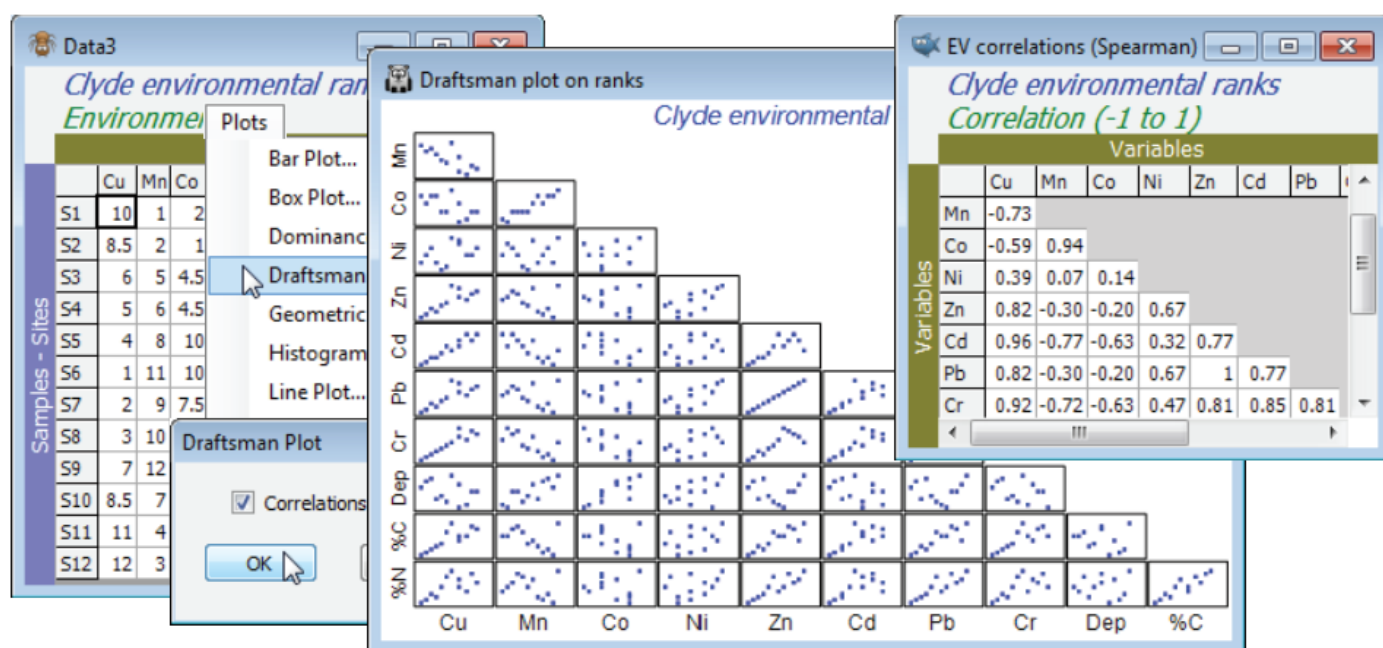 Data3
Clyde environmental ran
Environmen
Cu Mn Co
S1 10 1 2
S2 8.5 2 1
S3 6 5 4.5
S4 5 6 4.5
S5 4 8 10
S6 1 11 10
S7 2 9 7.5
S8 3 10
S9 7 12
S10 8.5 7
S11 11 4
S12 12 3
Samples - Sites
Plots
Bar Plot...
Box Plot...
Dominanc
Draftsman
Geometric
Histogram
Line Plot...
Draftsman Plot
Correlations
OK
Draftsman plot on ranks
Clyde environmental
Mn
Co
Ni
Zn
Cd
Pb
Cr
Dep
%C
%N
Cu Mn Co Ni Zn Cd Pb Cr Dep %C
EV correlations (Spearman)
Clyde environmental ranks
Correlation (-1 to 1)
Variables
Variables
Cu Mn Co Ni Zn Cd Pb
Mn -0.73
Co -0.59 0.94
Ni 0.39 0.07 0.14
Zn 0.82 -0.30 -0.20 0.67
Cd 0.96 -0.77 -0.63 0.32 0.77
Pb 0.82 -0.30 -0.20 0.67 1 0.77
Cr 0.92 -0.72 -0.63 0.47 0.81 0.85 0.81